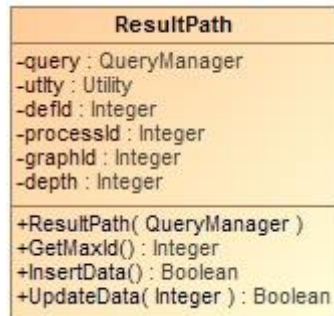 ResultPath
-query : QueryManager
-utlty : Utility
-defId : Integer
-processId : Integer
-graphId : Integer
-depth : Integer
+ResultPath( QueryManager )
+GetMaxId() : Integer
+InsertData() : Boolean
+UpdateData( Integer ) : Boolean